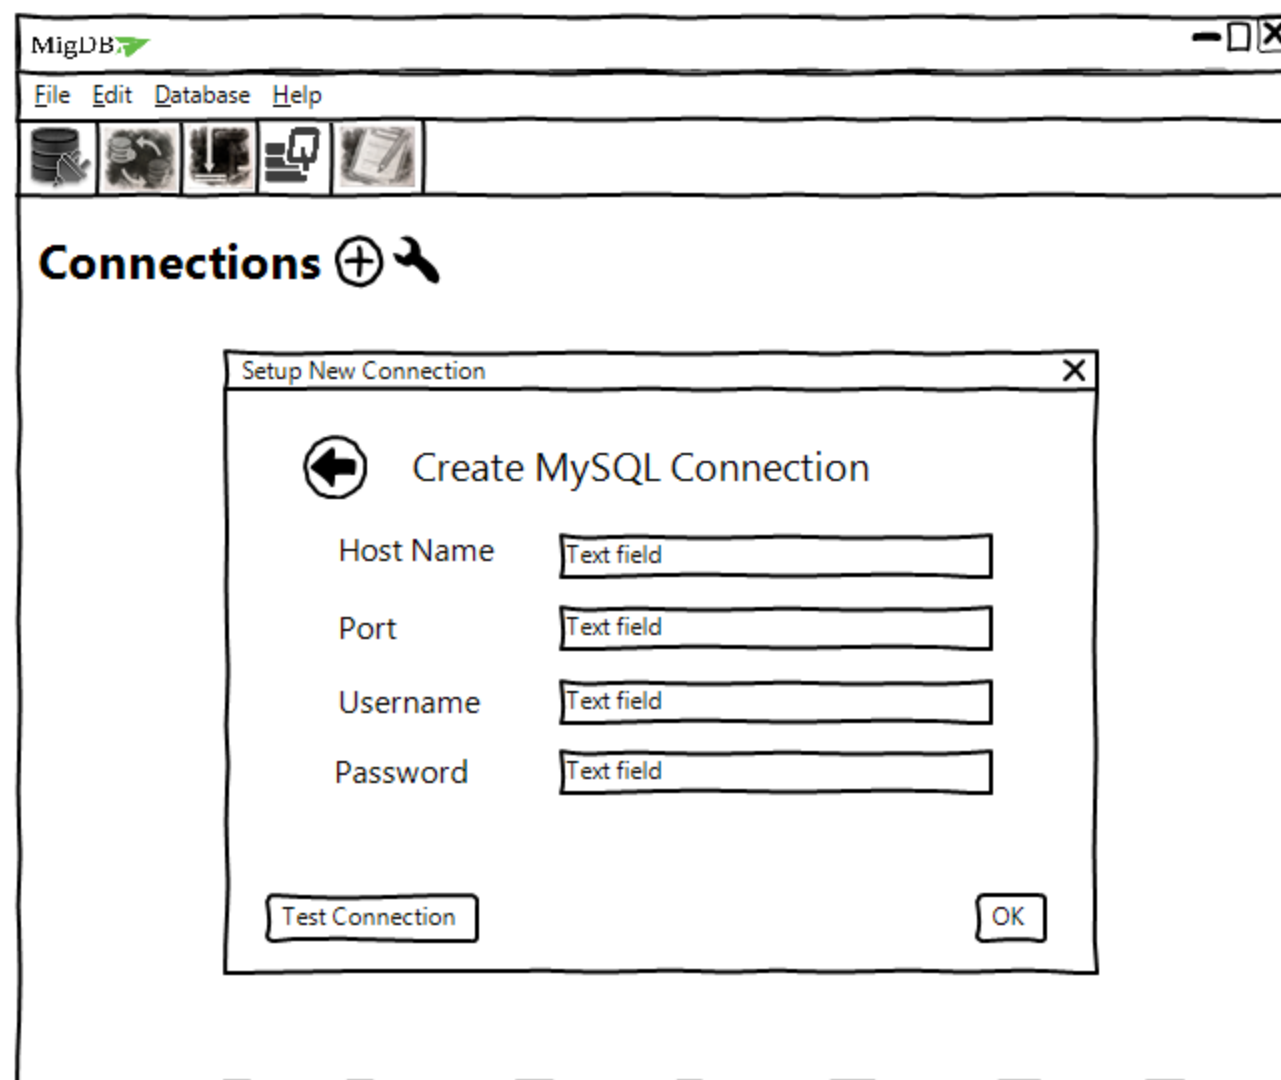 MigDB
File Edit Database Help
Connections
Setup New Connection
Create MySQL Connection
Host Name Text field
Port Text field
Username Text field
Password Text field
Test Connection OK